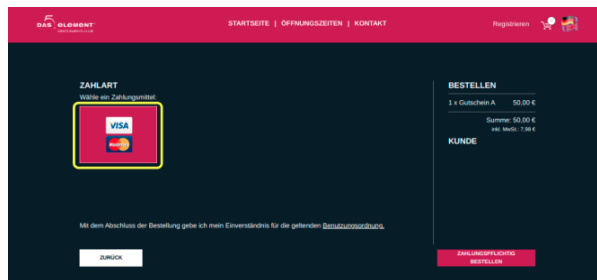 DAS ELEMENT
STARTSEITE | ÖFFNUNGSZEITEN | KONTAKT
Registrieren
0
ZAHLART
Wähle ein Zahlungsmittel:
VISA
MasterCard
Mit dem Abschluss der Bestellung gebe ich mein Einverständnis für die geltenden Benutzungsordnung.
ZURÜCK
BESTELLEN
1 x Gutschein A 50,00 €
Summe: 50,00 €
inkl. MwSt.: 7,98 €
KUNDE
ZAHLUNGSPFLICHTIG
BESTELLEN